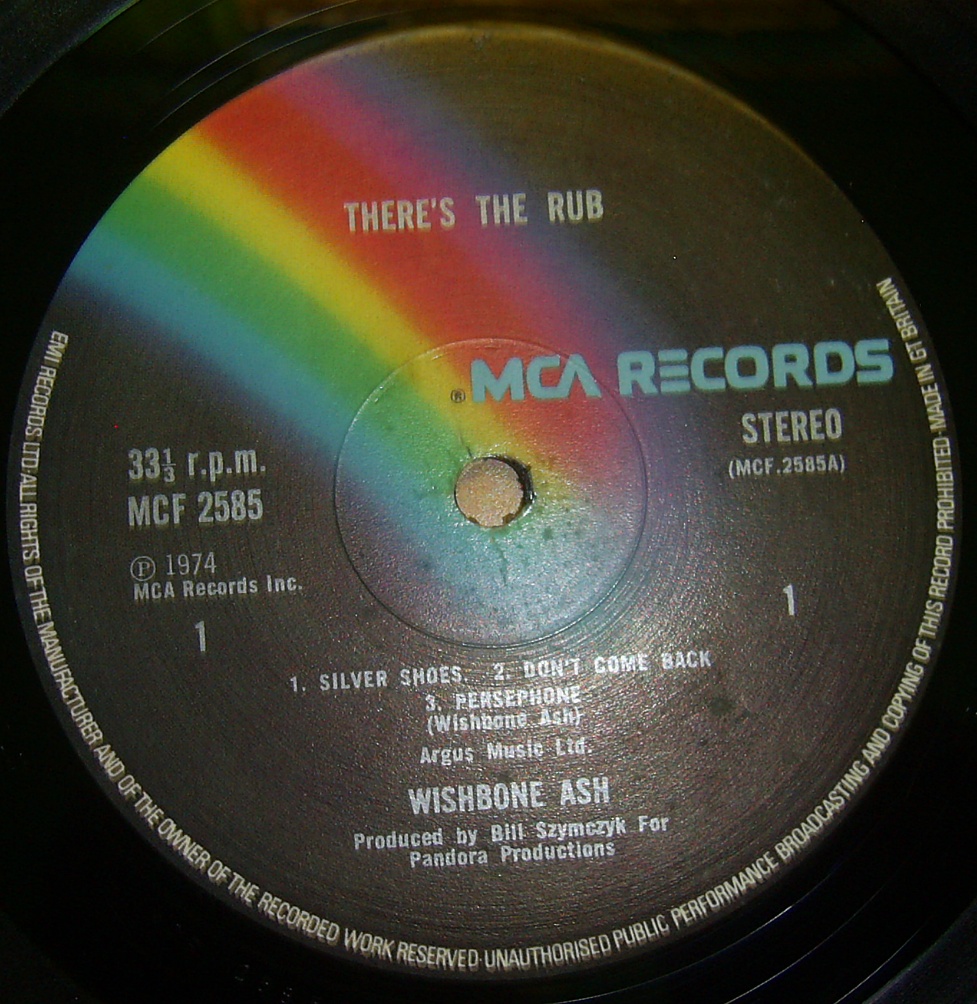 THERE'S THE RUB
® MCA RECORDS
STEREO
(MCF.2585A)
33⅓ r.p.m.
MCF 2585
℗ 1974
MCA Records Inc.
1
1
1. SILVER SHOES. 2. DON'T COME BACK
3. PERSEPHONE
(Wishbone Ash)
Argus Music Ltd.
WISHBONE ASH
Produced by Bill Szymczyk For
Pandora Productions
EMI RECORDS LTD·ALL RIGHTS OF THE MANUFACTURER AND OF THE OWNER OF THE RECORDED WORK RESERVED·UNAUTHORISED PUBLIC PERFORMANCE BROADCASTING AND COPYING OF THIS RECORD PROHIBITED·MADE IN GT BRITAIN